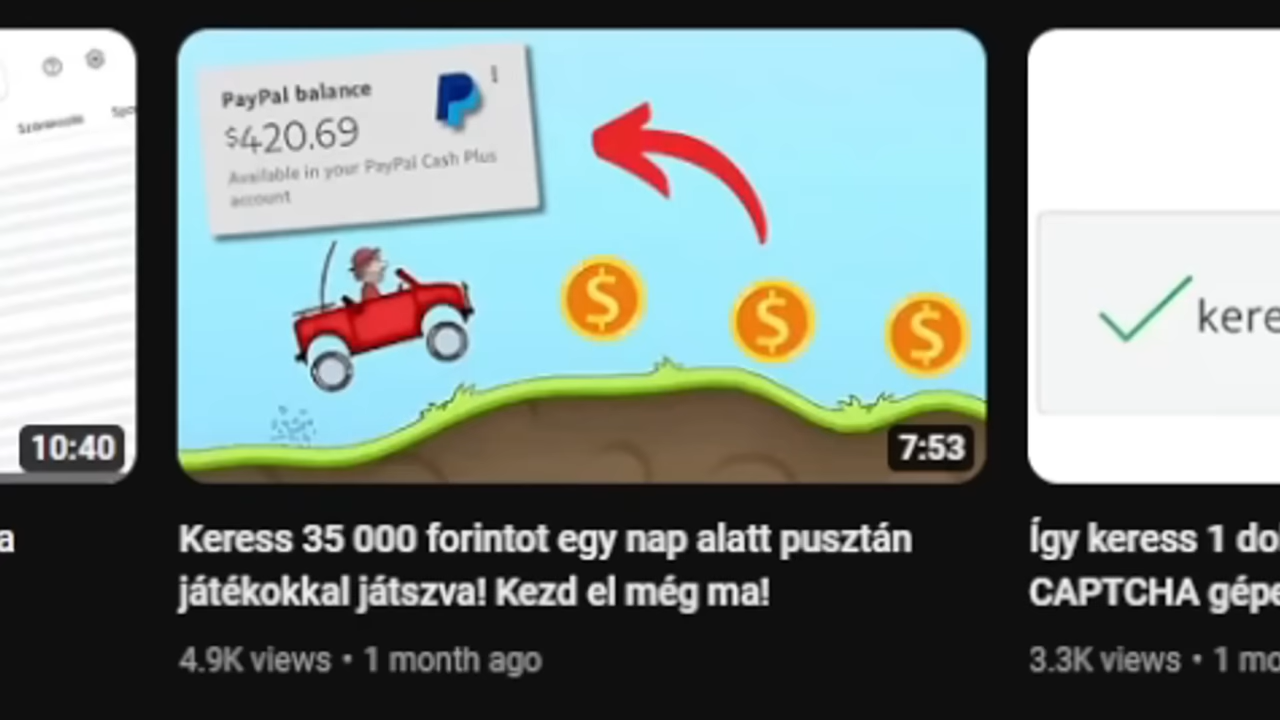 PayPal balance
$420.69
Available in your PayPal Cash Plus
account
10:40
7:53
kere
a
Keress 35 000 forintot egy nap alatt pusztán
játékokkal játszva! Kezd el még ma!
4.9K views • 1 month ago
Így keress 1 do
CAPTCHA gépe
3.3K views • 1 mo